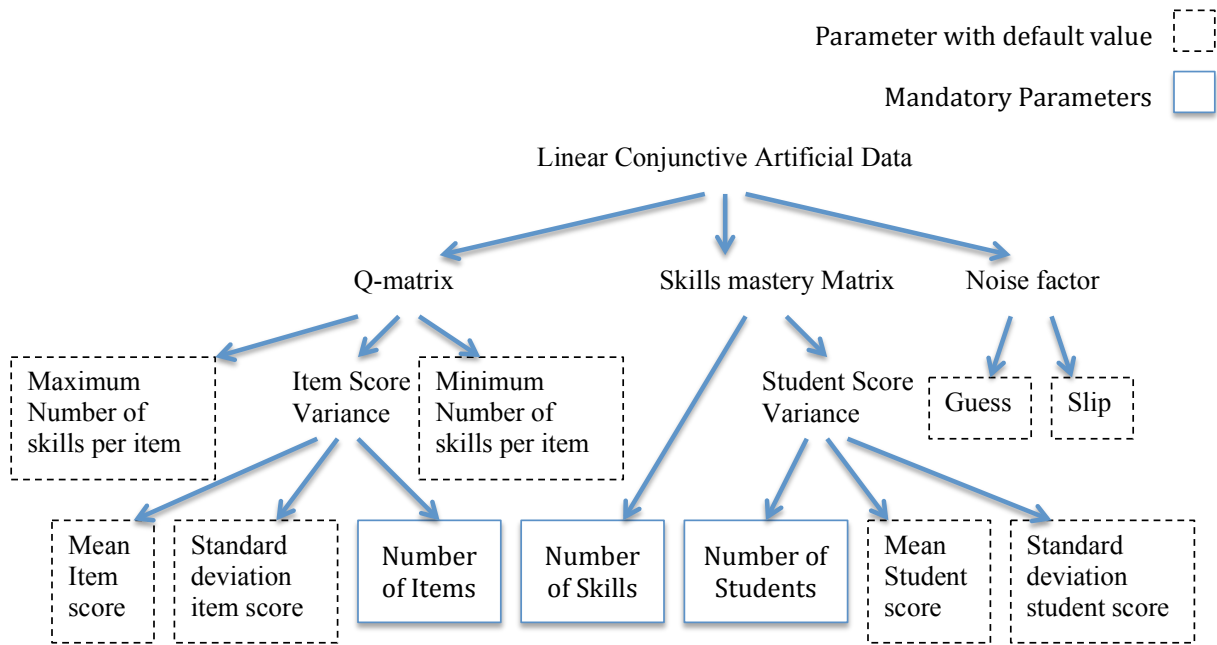 Parameter with default value
Mandatory Parameters
Linear Conjunctive Artificial Data
Q-matrix
Skills mastery Matrix
Noise factor
Maximum
Number of
skills per item
Item Score
Variance
Minimum
Number of
skills per item
Student Score
Variance
Guess
Slip
Mean
Item
score
Standard
deviation
item score
Number
of Items
Number
of Skills
Number of
Students
Mean
Student
score
Standard
deviation
student score